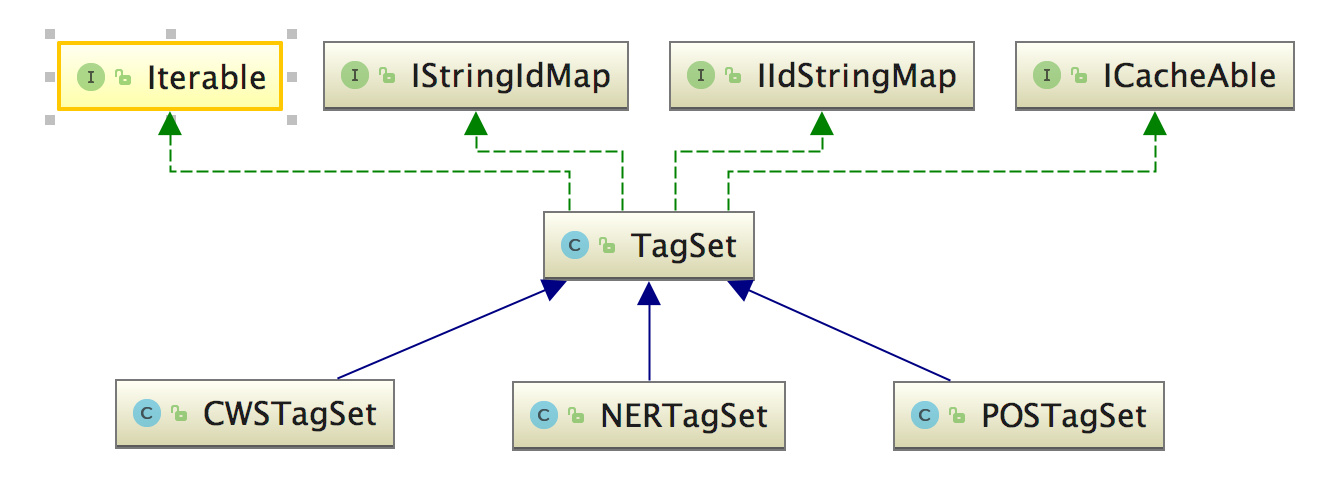 I Iterable
I IStringIdMap
I IIdStringMap
I ICacheAble
C TagSet
C CWSTagSet
C NERTagSet
C POSTagSet